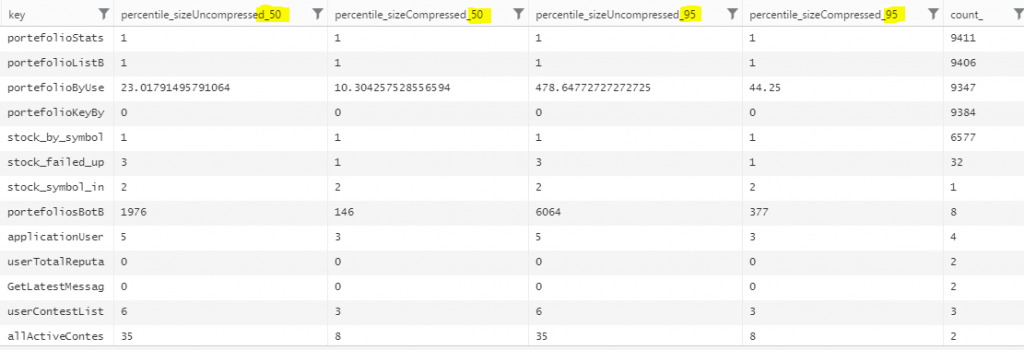 key percentile_sizeUncompressed_50 percentile_sizeCompressed_50 percentile_sizeUncompressed_95 percentile_sizeCompressed_95 count_
portefolioStats 1 1 1 1 9411
portefolioListB 1 1 1 1 9406
portefolioByUse 23.01791495791064 10.304257528556594 478.64772727272725 44.25 9347
portefolioKeyBy 0 0 0 0 9384
stock_by_symbol 1 1 1 1 6577
stock_failed_up 3 1 3 1 32
stock_symbol_in 2 2 2 2 1
portefoliosBotB 1976 146 6064 377 8
applicationUser 5 3 5 3 4
userTotalReputa 0 0 0 0 2
GetLatestMessag 0 0 0 0 2
userContestList 6 3 6 3 3
allActiveContes 35 8 35 8 2